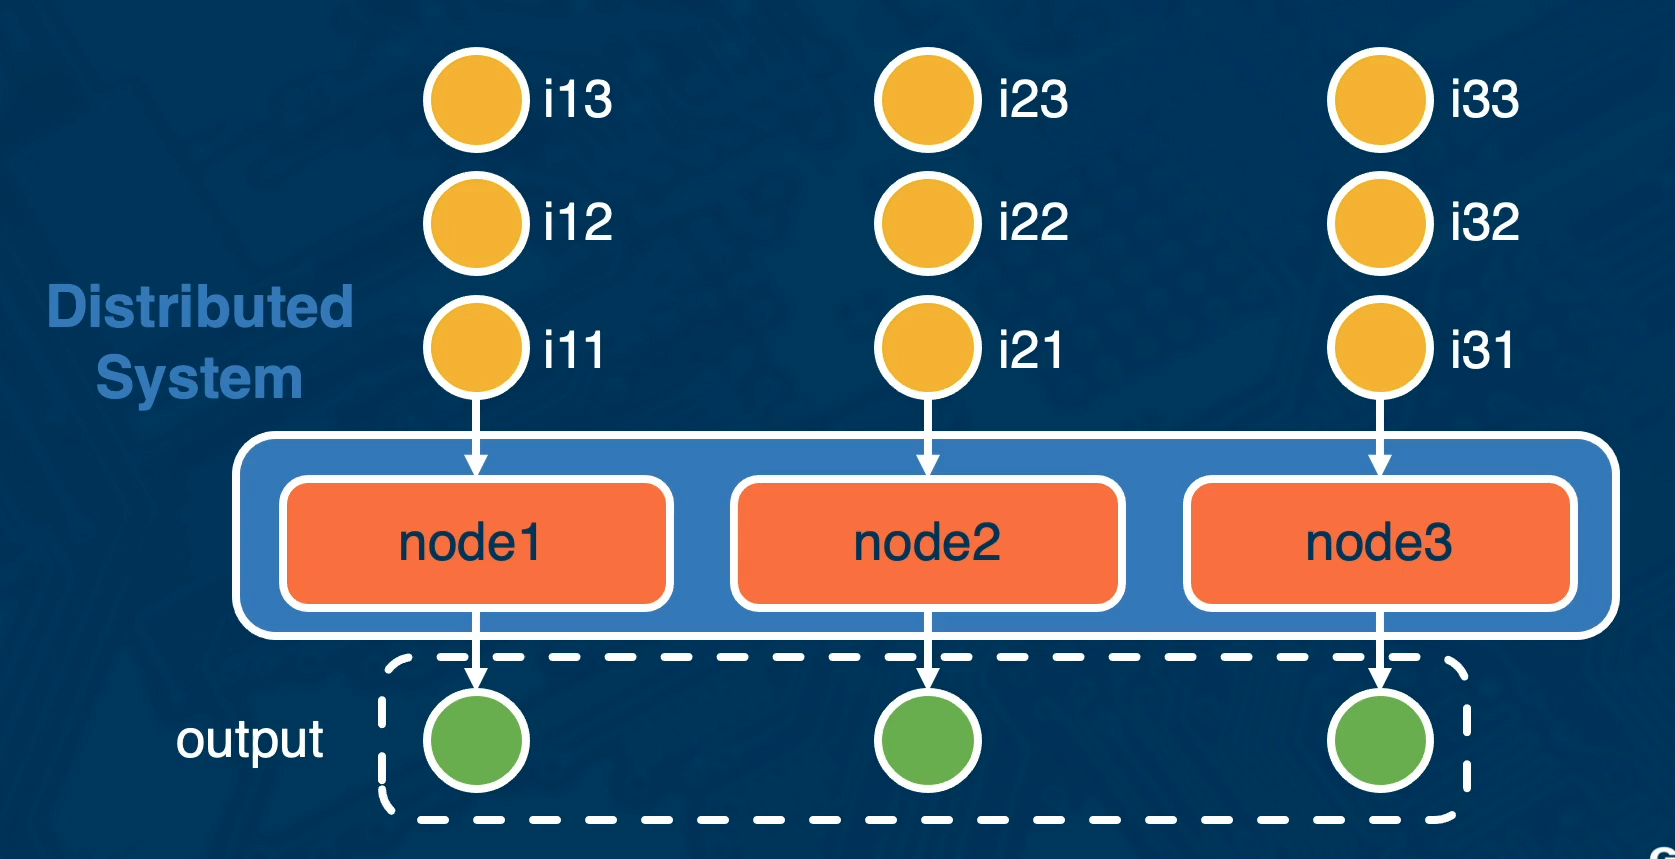 i13
i23
i33
i12
i22
i32
Distributed
System
i11
i21
i31
node1
node2
node3
output